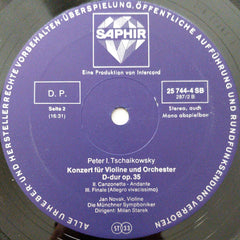 ALLE URHEBER- UND HERSTELLERRECHTE VORBEHALTEN · ÜBERSPIELUNG, ÖFFENTLICHE AUFFÜHRUNG UND RUNDFUNKSENDUNG VERBOTEN
SAPHIR
Eine Produktion von Intercord
D. P.
25 744-4 SB
287/2 B
Seite 2
(16:31)
Stereo, auch
Mono abspielbar
Peter I. Tschaikowsky
Konzert für Violine und Orchester
D-dur op. 35
II. Canzonetta - Andante
III. Finale (Allegro vivacissimo)
Jan Novak, Violine
Die Münchner Symphoniker
Dirigent: Milan Starek
ST 33